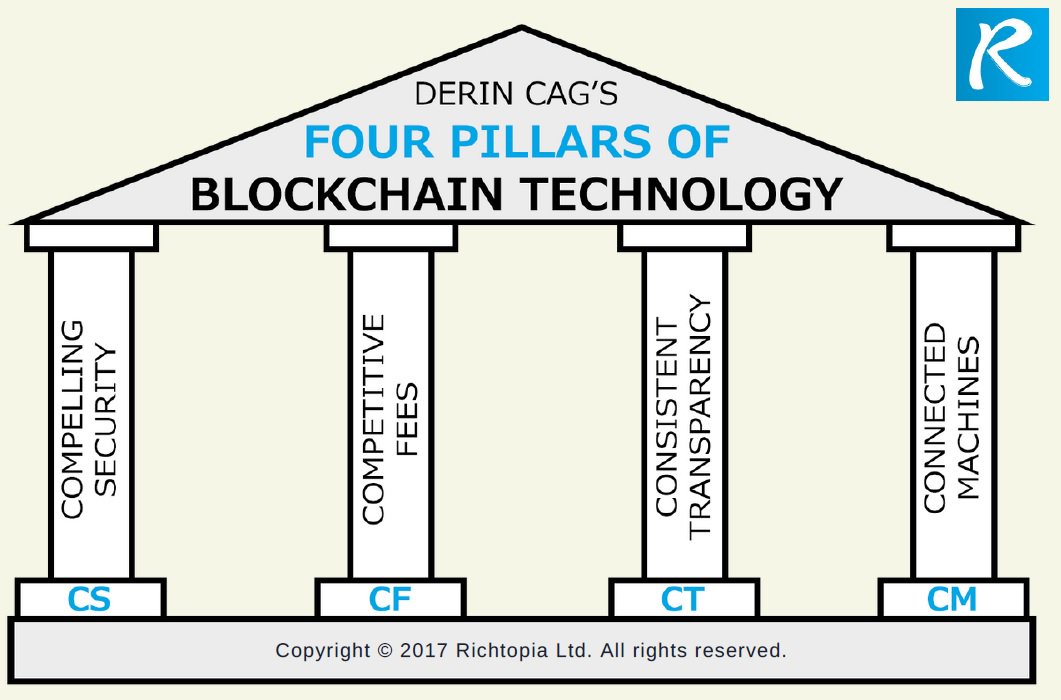 R
DERIN CAG'S
FOUR PILLARS OF
BLOCKCHAIN TECHNOLOGY
COMPELLING
SECURITY
COMPETITIVE
FEES
CONSISTENT
TRANSPARENCY
CONNECTED
MACHINES
CS
CF
CT
CM
Copyright © 2017 Richtopia Ltd. All rights reserved.